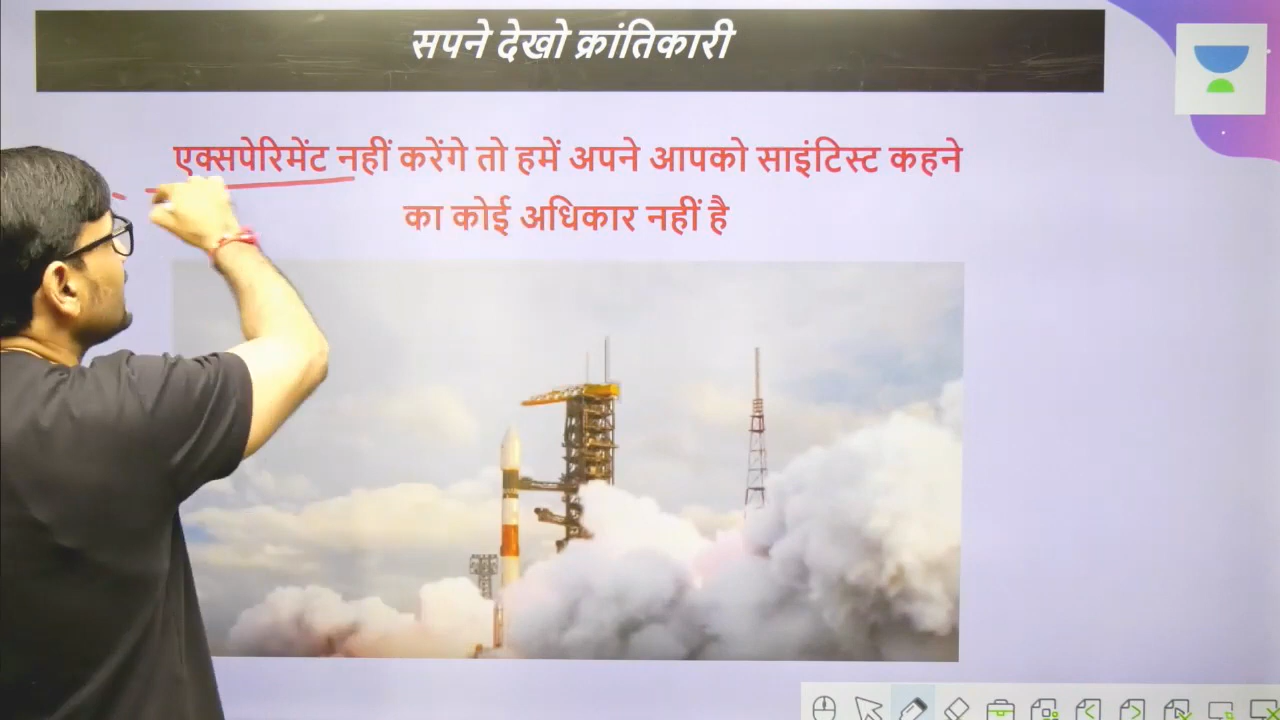 सपने देखो क्रांतिकारी
एक्सपेरिमेंट नहीं करेंगे तो हमें अपने आपको साइंटिस्ट कहने
का कोई अधिकार नहीं है